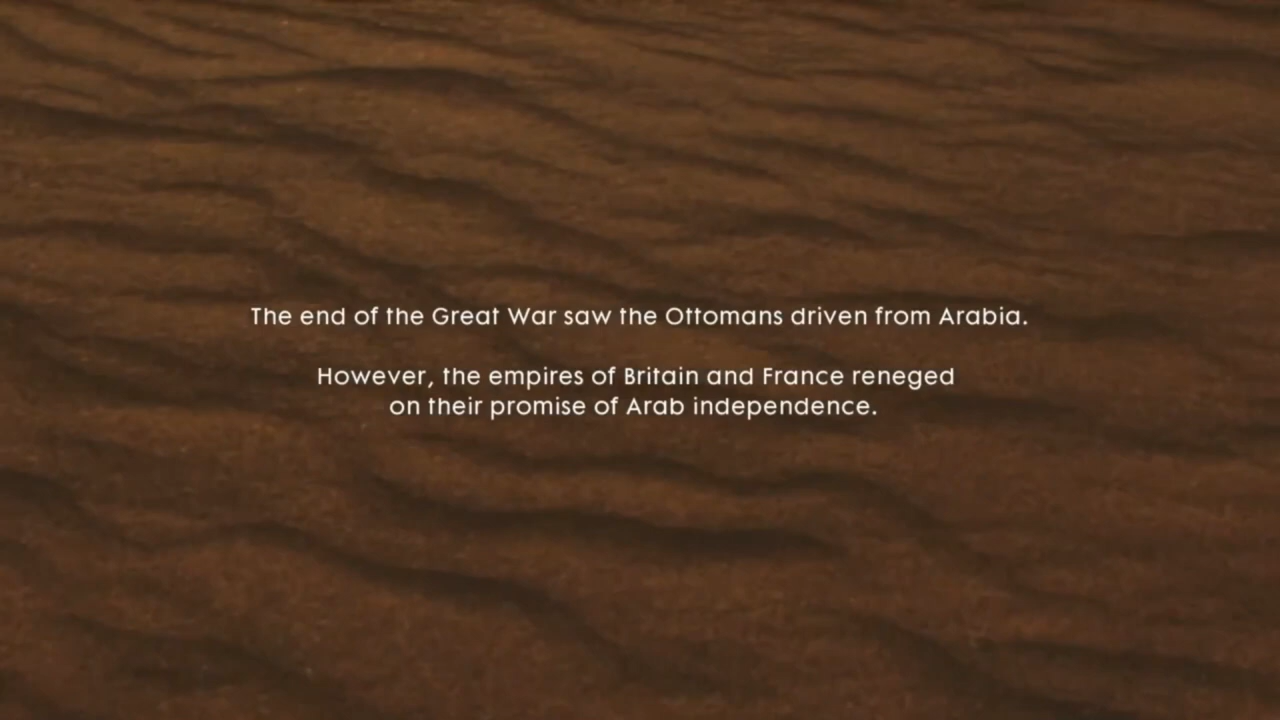 The end of the Great War saw the Ottomans driven from Arabia.
However, the empires of Britain and France reneged
on their promise of Arab independence.